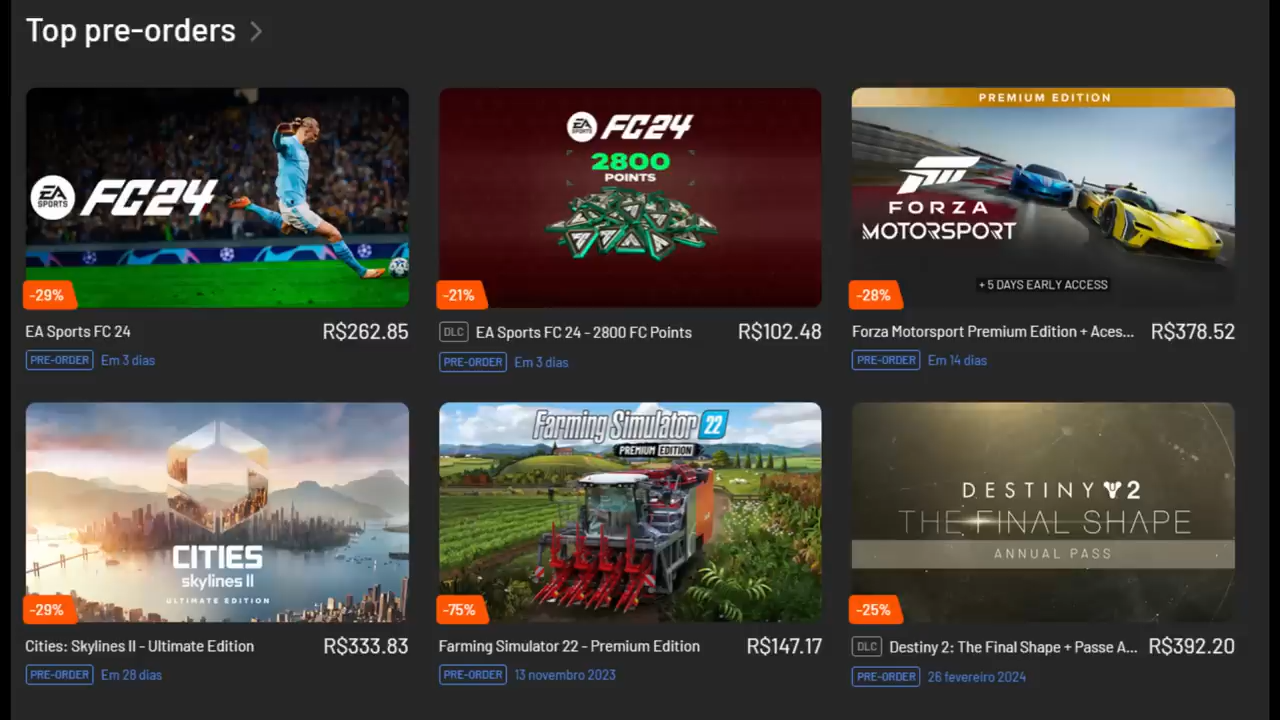 Top pre-orders >
EA SPORTS FC24
-29%
EA Sports FC 24 R$262.85
PRE-ORDER Em 3 dias
EA SPORTS FC24
2800
POINTS
-21%
DLC EA Sports FC 24 - 2800 FC Points R$102.48
PRE-ORDER Em 3 dias
PREMIUM EDITION
FORZA
MOTORSPORT
+ 5 DAYS EARLY ACCESS
-28%
Forza Motorsport Premium Edition + Aces... R$378.52
PRE-ORDER Em 14 dias
CITIES
skylines II
ULTIMATE EDITION
-29%
Cities: Skylines II - Ultimate Edition R$333.83
PRE-ORDER Em 28 dias
Farming Simulator 22
PREMIUM EDITION
-75%
Farming Simulator 22 - Premium Edition R$147.17
PRE-ORDER 13 novembro 2023
DESTINY 2
THE FINAL SHAPE
ANNUAL PASS
-25%
DLC Destiny 2: The Final Shape + Passe A... R$392.20
PRE-ORDER 26 fevereiro 2024